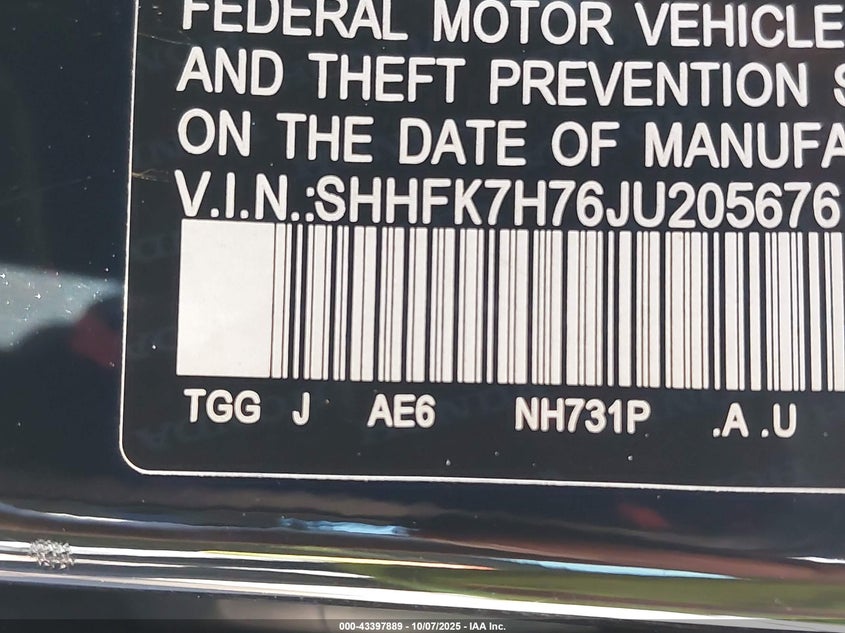 FEDERAL MOTOR VEHICLE
AND THEFT PREVENTION S
ON THE DATE OF MANUFA
V.I.N.:SHHFK7H76JU205676
TGG J AE6 NH731P .A .U
000-43397889 - 10/07/2025 - IAA Inc.